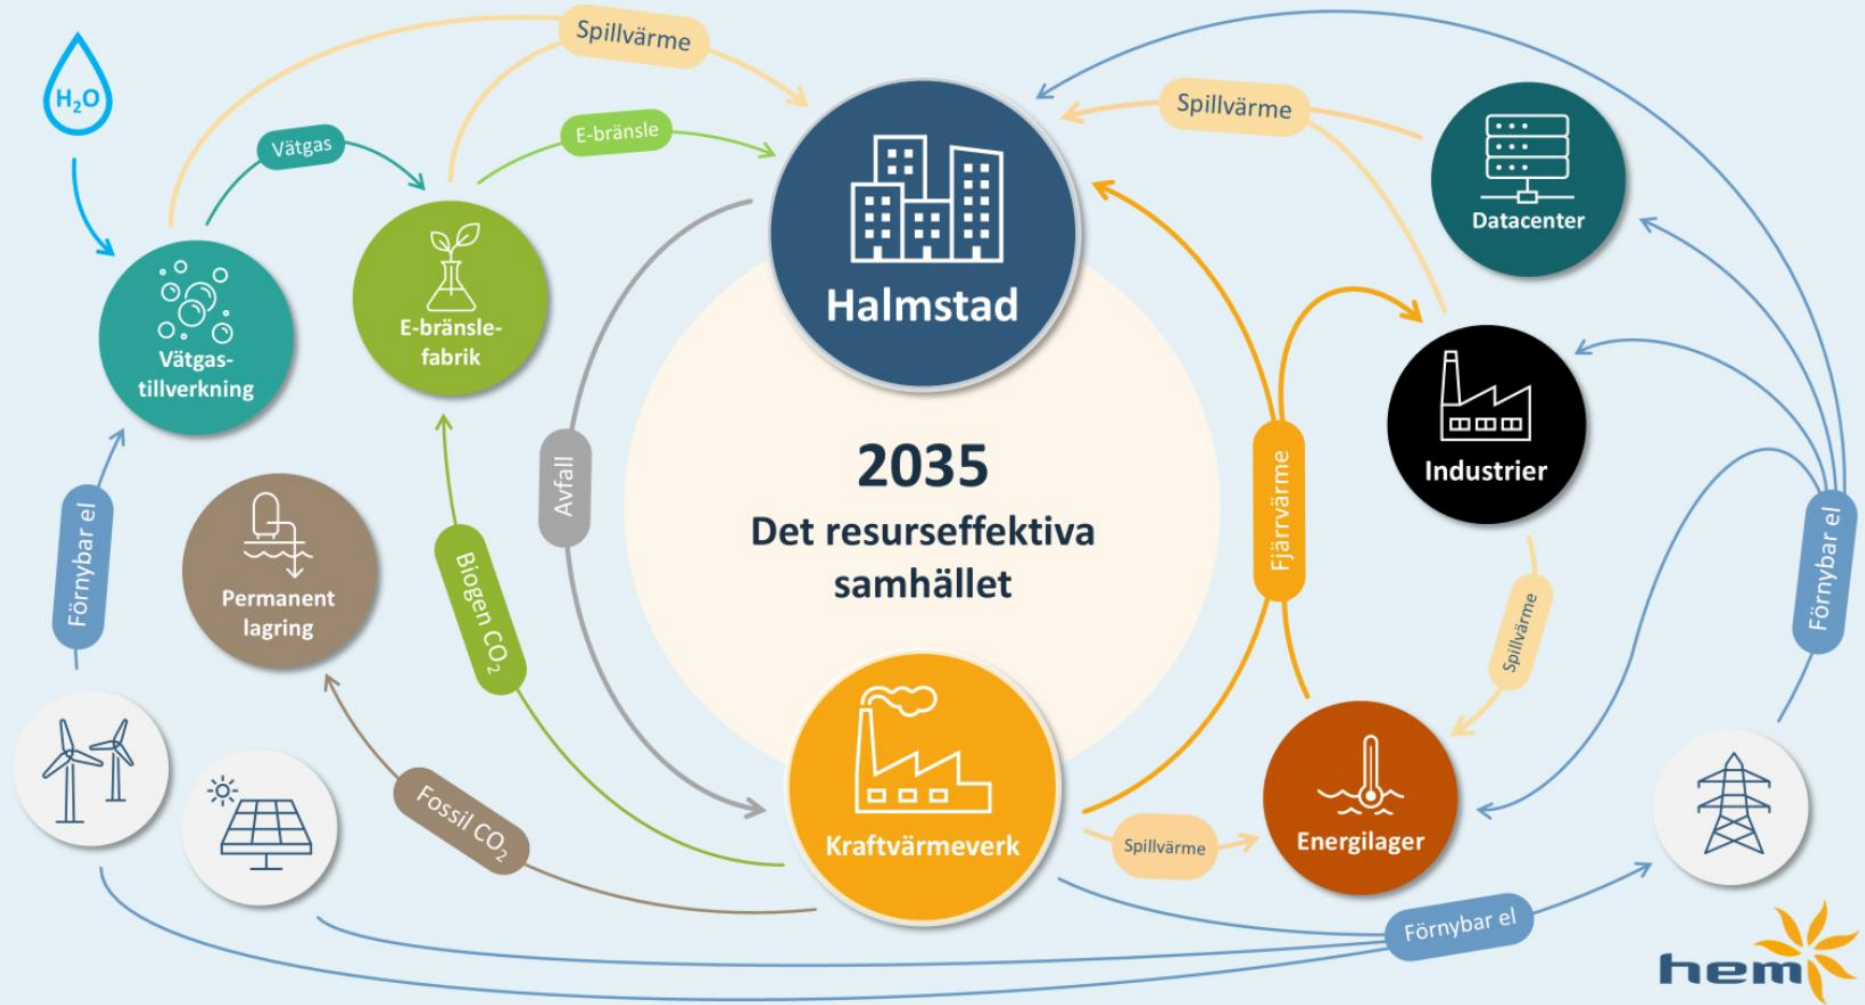 Spillvärme
H₂O
Vätgas
E-bränsle
Spillvärme
Datacenter
Halmstad
E-bränsle-
fabrik
Vätgas-
tillverkning
Industrier
2035
Det resurseffektiva
samhället
Avfall
Fjärrvärme
Förnybar el
Förnybar el
Biogen CO₂
Permanent
lagring
Spillvärme
Fossil CO₂
Kraftvärmeverk
Spillvärme
Energilager
Förnybar el
hem